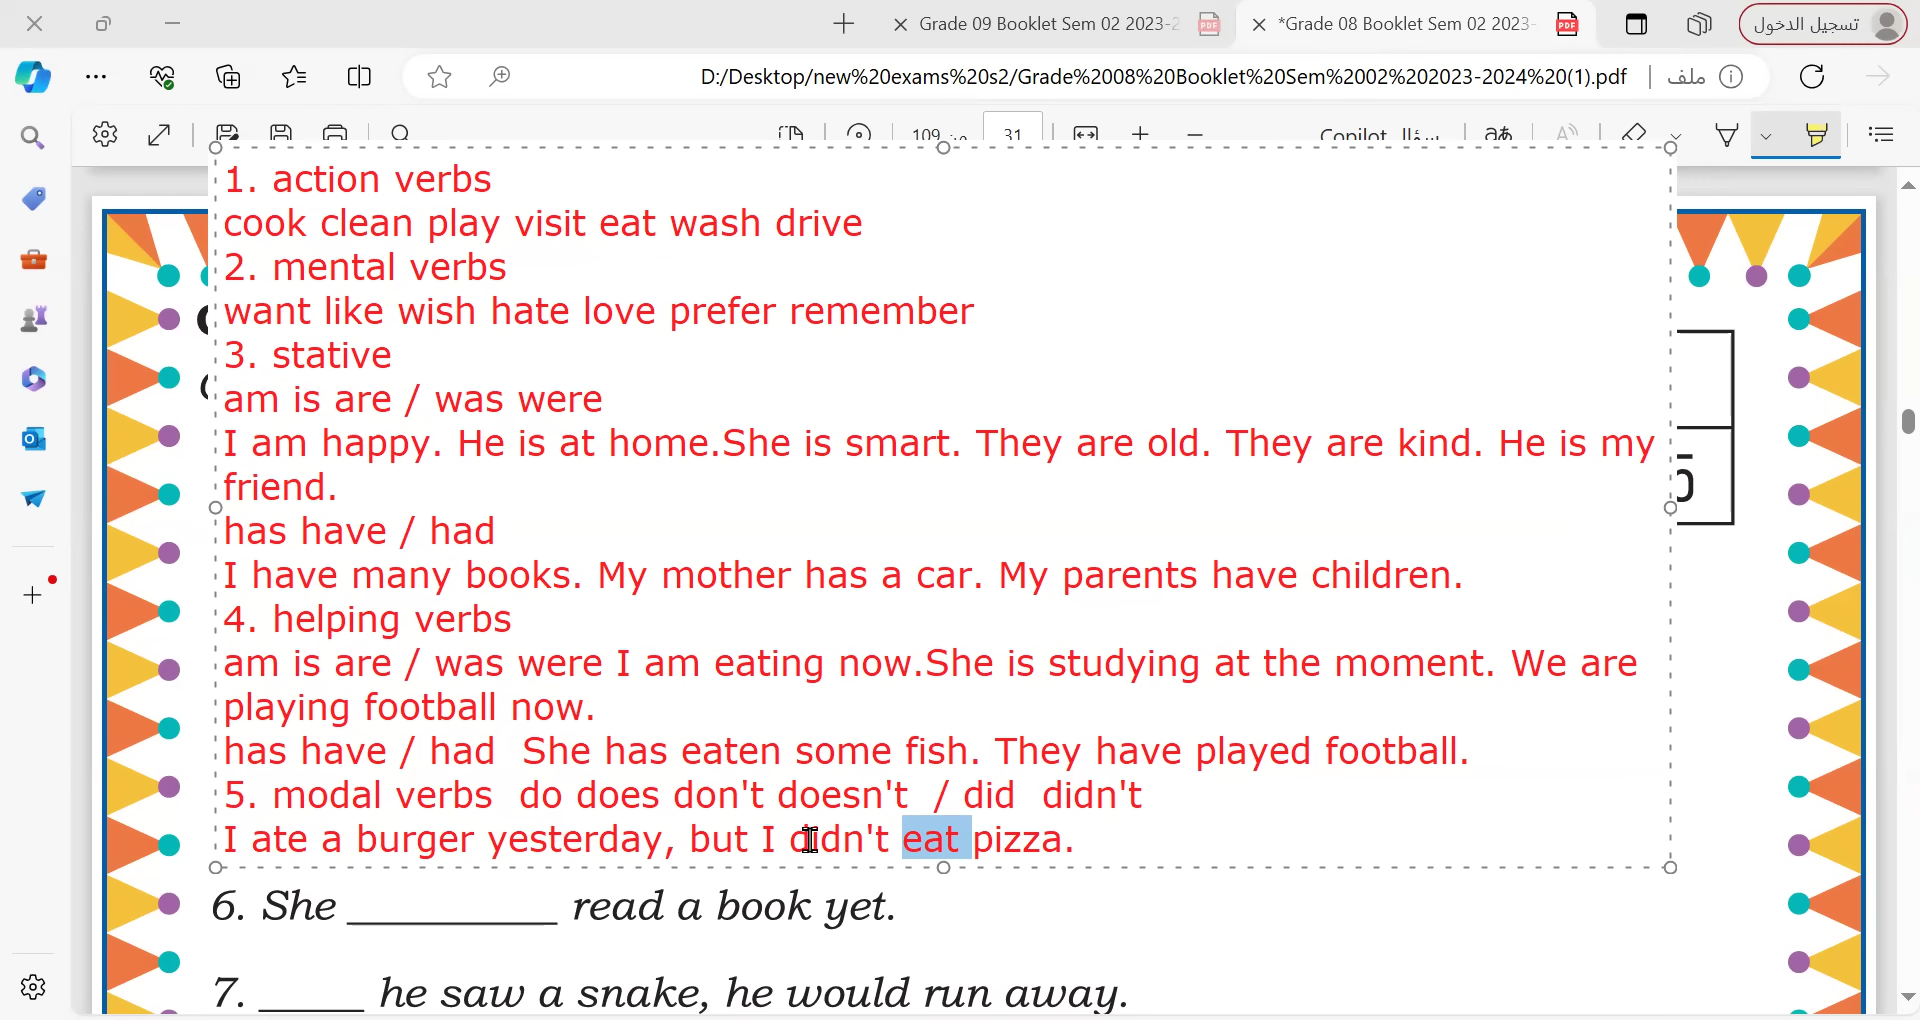 Grade 09 Booklet Sem 02 2023-2
*Grade 08 Booklet Sem 02 2023-
تسجيل الدخول
D:/Desktop/new%20exams%20s2/Grade%2008%20Booklet%20Sem%2002%202023-2024%20(1).pdf
ملف
109 من
31
سؤال Copilot
1. action verbs
cook clean play visit eat wash drive
2. mental verbs
want like wish hate love prefer remember
3. stative
am is are / was were
I am happy. He is at home.She is smart. They are old. They are kind. He is my
friend.
has have / had
I have many books. My mother has a car. My parents have children.
4. helping verbs
am is are / was were I am eating now.She is studying at the moment. We are
playing football now.
has have / had She has eaten some fish. They have played football.
5. modal verbs do does don't doesn't / did didn't
I ate a burger yesterday, but I didn't eat pizza.
6. She __________ read a book yet.
7. _____ he saw a snake, he would run away.